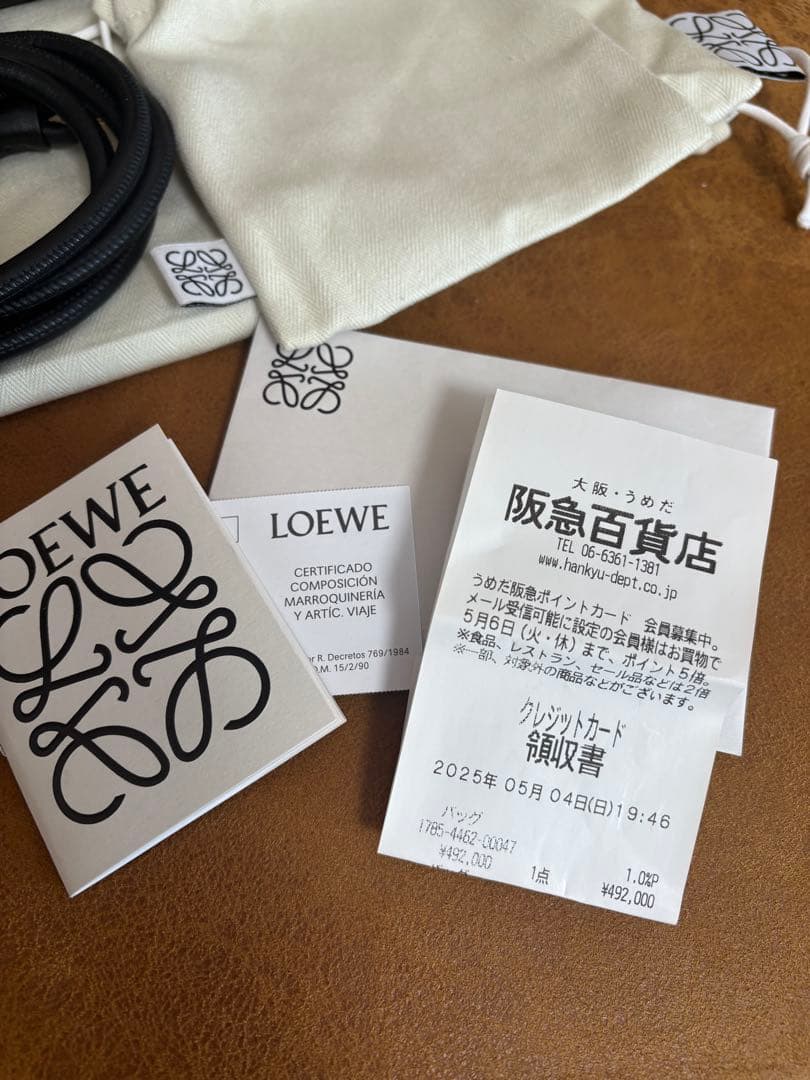 LOEWE
CERTIFICADO
COMPOSICIÓN
MARROQUINERÍA
Y ARTÍC. VIAJE
r R. Decretos 769/1984
O.M. 15/2/90
OEWE
大阪・うめだ
阪急百貨店
TEL 06-6361-1381
www.hankyu-dept.co.jp
うめだ阪急ポイントカード 会員募集中。
メール受信可能に設定の会員様はお買物で
5月6日(火・休)まで、ポイント5倍。
※食品、レストラン、セール品などは2倍
※一部、対象外の商品などがございます。
クレジットカード
領収書
2025年 05月 04日(日)19:46
バッグ
1785-4462-00047
¥492,000 1点 1.0%P
¥492,000